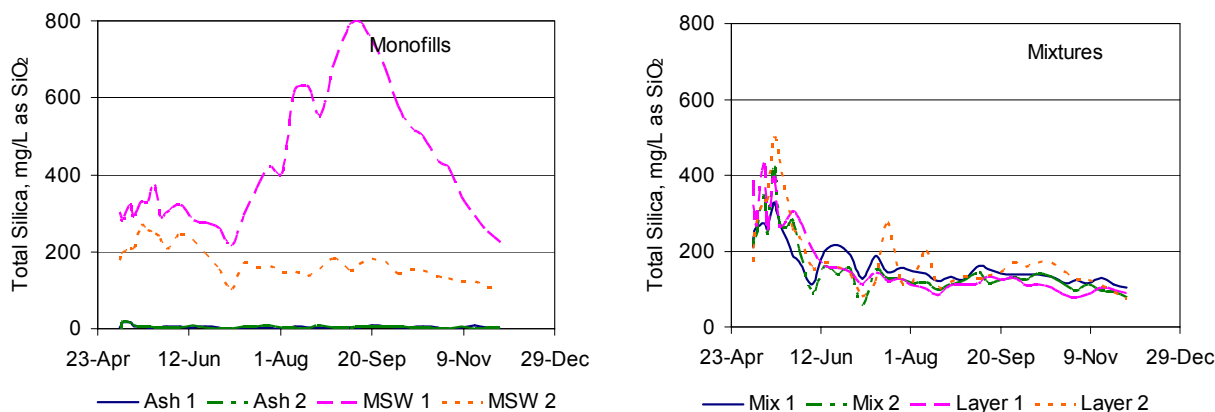 Total Silica, mg/L as SiO₂
800
600
400
200
0
Monofills
23-Apr 12-Jun 1-Aug 20-Sep 9-Nov 29-Dec
Ash 1 Ash 2 MSW 1 MSW 2
Total Silica, mg/L as SiO₂
800
600
400
200
0
Mixtures
23-Apr 12-Jun 1-Aug 20-Sep 9-Nov 29-Dec
Mix 1 Mix 2 Layer 1 Layer 2